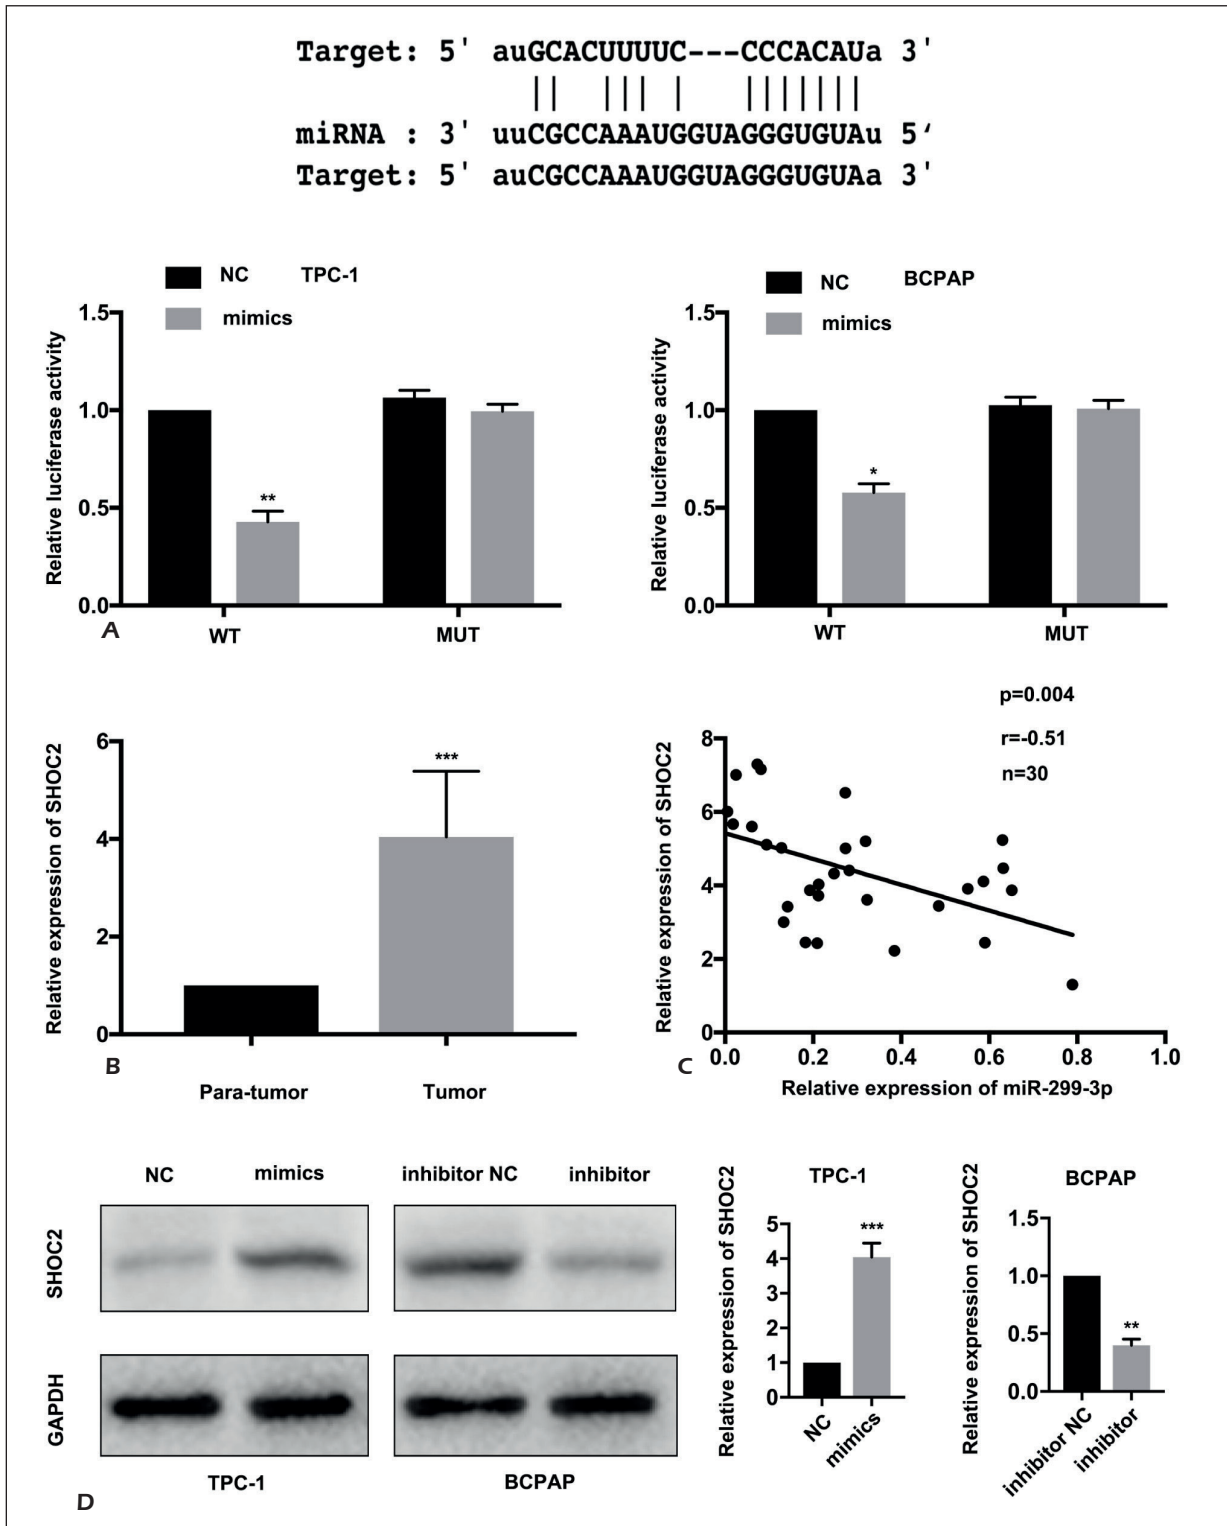 Target: 5' auGCACUUUUC---CCCACAUa 3'
|| ||| | |||||||
miRNA : 3' uuCGCCAAAUGGUAGGGUGUAu 5‘
Target: 5' auCGCCAAAUGGUAGGGUGUAa 3'
NC TPC-1
mimics
Relative luciferase activity
1.5
1.0
0.5
0.0
**
WT MUT
A
NC BCPAP
mimics
Relative luciferase activity
1.5
1.0
0.5
0.0
*
WT MUT
Relative expression of SHOC2
6
4
2
0
***
Para-tumor Tumor
B
p=0.004
r=-0.51
n=30
Relative expression of SHOC2
8
6
4
2
0
0.0 0.2 0.4 0.6 0.8 1.0
Relative expression of miR-299-3p
C
NC mimics inhibitor NC inhibitor
SHOC2
GAPDH
TPC-1 BCPAP
D
TPC-1
Relative expression of SHOC2
5
4
3
2
1
0
***
NC
mimics
BCPAP
Relative expression of SHOC2
1.5
1.0
0.5
0.0
**
inhibitor NC
inhibitor